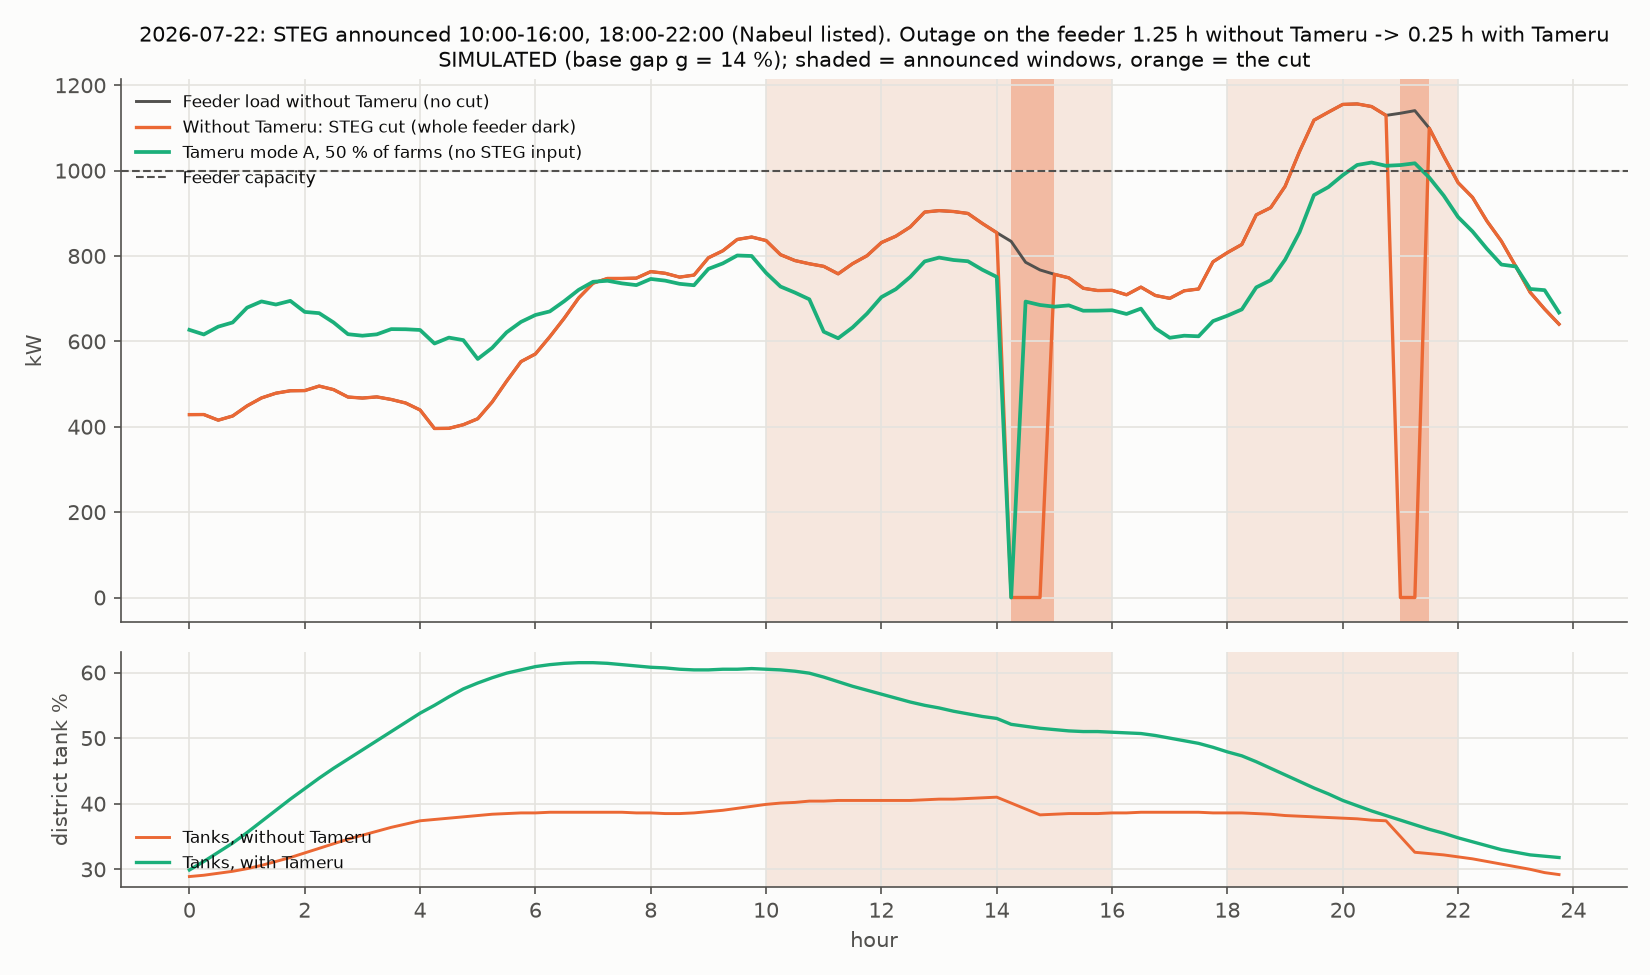 2026-07-22: STEG announced 10:00-16:00, 18:00-22:00 (Nabeul listed). Outage on the feeder 1.25 h without Tameru -> 0.25 h with Tameru
SIMULATED (base gap g = 14 %); shaded = announced windows, orange = the cut
1200
1000
800
600
400
200
0
kW
Feeder load without Tameru (no cut)
Without Tameru: STEG cut (whole feeder dark)
Tameru mode A, 50 % of farms (no STEG input)
Feeder capacity
60
50
40
30
district tank %
Tanks, without Tameru
Tanks, with Tameru
0 2 4 6 8 10 12 14 16 18 20 22 24
hour